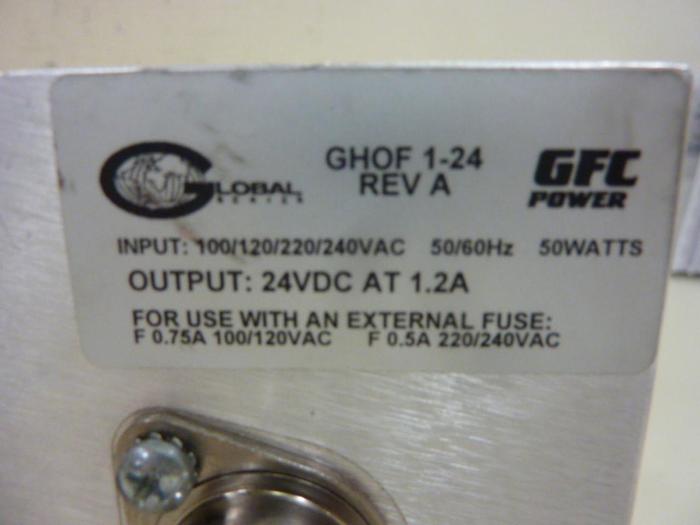 GLOBAL SERIES
GHOF 1-24
REV A
GFC
POWER
INPUT: 100/120/220/240VAC 50/60Hz 50WATTS
OUTPUT: 24VDC AT 1.2A
FOR USE WITH AN EXTERNAL FUSE:
F 0.75A 100/120VAC F 0.5A 220/240VAC